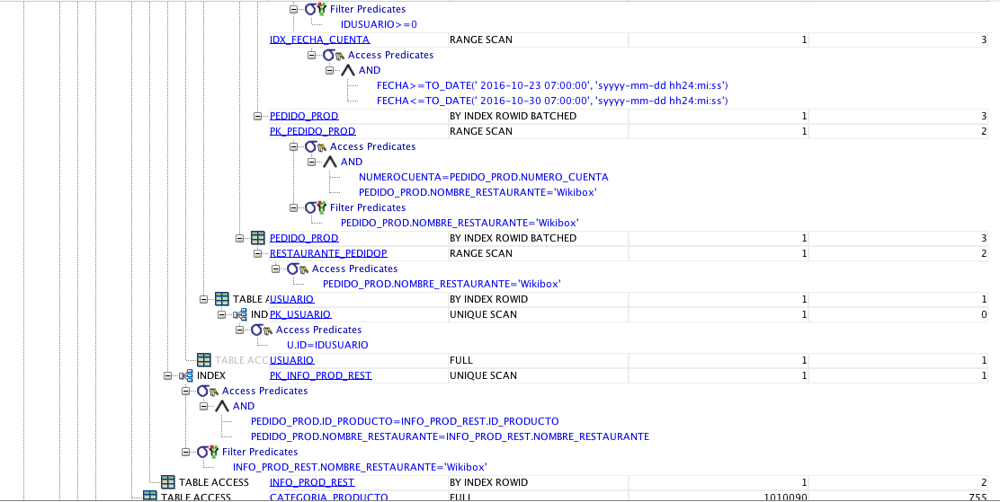 Filter Predicates
IDUSUARIO>=0
IDX_FECHA_CUENTA RANGE SCAN 1 3
Access Predicates
AND
FECHA>=TO_DATE(' 2016-10-23 07:00:00', 'syyyy-mm-dd hh24:mi:ss')
FECHA<=TO_DATE(' 2016-10-30 07:00:00', 'syyyy-mm-dd hh24:mi:ss')
PEDIDO_PROD BY INDEX ROWID BATCHED 1 3
PK_PEDIDO_PROD RANGE SCAN 1 2
Access Predicates
AND
NUMEROCUENTA=PEDIDO_PROD.NUMERO_CUENTA
PEDIDO_PROD.NOMBRE_RESTAURANTE='Wikibox'
Filter Predicates
PEDIDO_PROD.NOMBRE_RESTAURANTE='Wikibox'
PEDIDO_PROD BY INDEX ROWID BATCHED 1 3
RESTAURANTE_PEDIDOP RANGE SCAN 1 2
Access Predicates
PEDIDO_PROD.NOMBRE_RESTAURANTE='Wikibox'
TABLE A USUARIO BY INDEX ROWID 1 1
IND PK_USUARIO UNIQUE SCAN 1 0
Access Predicates
U.ID=IDUSUARIO
TABLE ACC USUARIO FULL 1 1
INDEX PK_INFO_PROD_REST UNIQUE SCAN 1 1
Access Predicates
AND
PEDIDO_PROD.ID_PRODUCTO=INFO_PROD_REST.ID_PRODUCTO
PEDIDO_PROD.NOMBRE_RESTAURANTE=INFO_PROD_REST.NOMBRE_RESTAURANTE
Filter Predicates
INFO_PROD_REST.NOMBRE_RESTAURANTE='Wikibox'
TABLE ACCESS INFO_PROD_REST BY INDEX ROWID 1 2
TABLE ACCESS CATEGORIA_PRODUCTO FULL 1010090 755